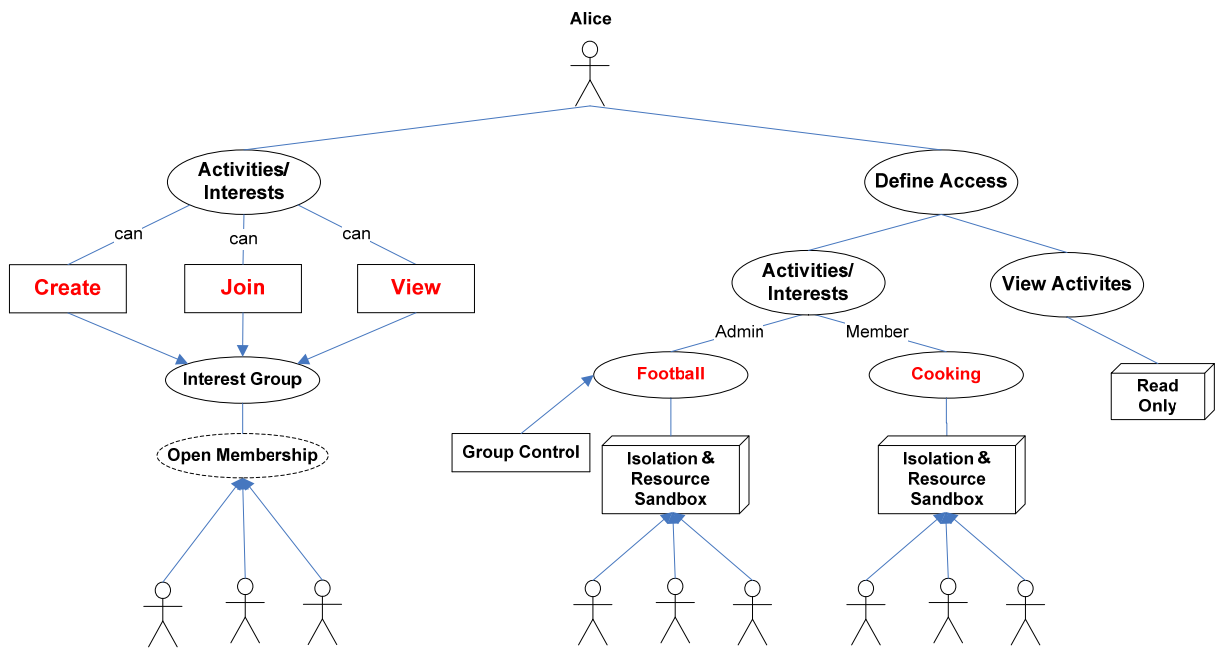 Alice
Activities/
Interests
Define Access
can
can
can
Create
Join
View
Activities/
Interests
View Activites
Admin
Member
Interest Group
Football
Cooking
Read
Only
Open Membership
Group Control
Isolation &
Resource
Sandbox
Isolation &
Resource
Sandbox